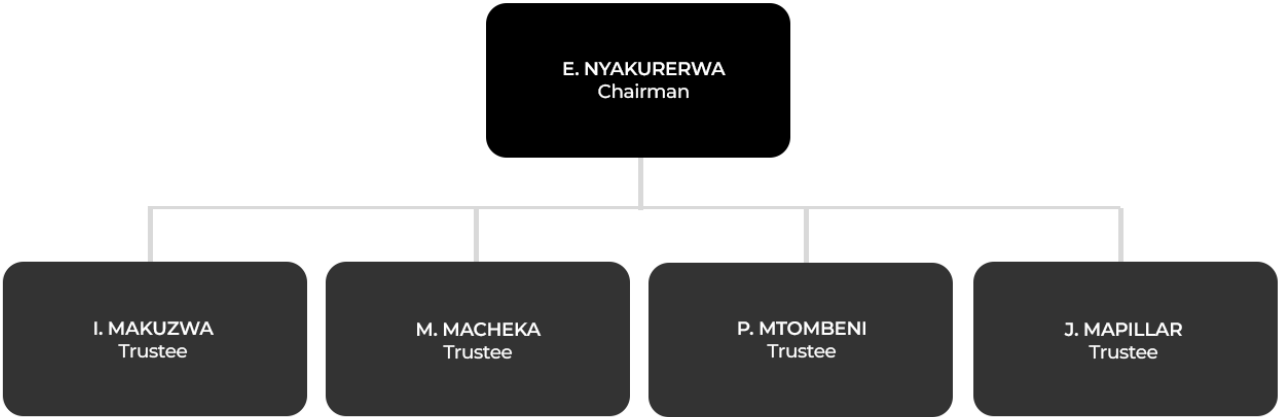 E. NYAKURERWA
Chairman
I. MAKUZWA
Trustee
M. MACHEKA
Trustee
P. MTOMBENI
Trustee
J. MAPILLAR
Trustee